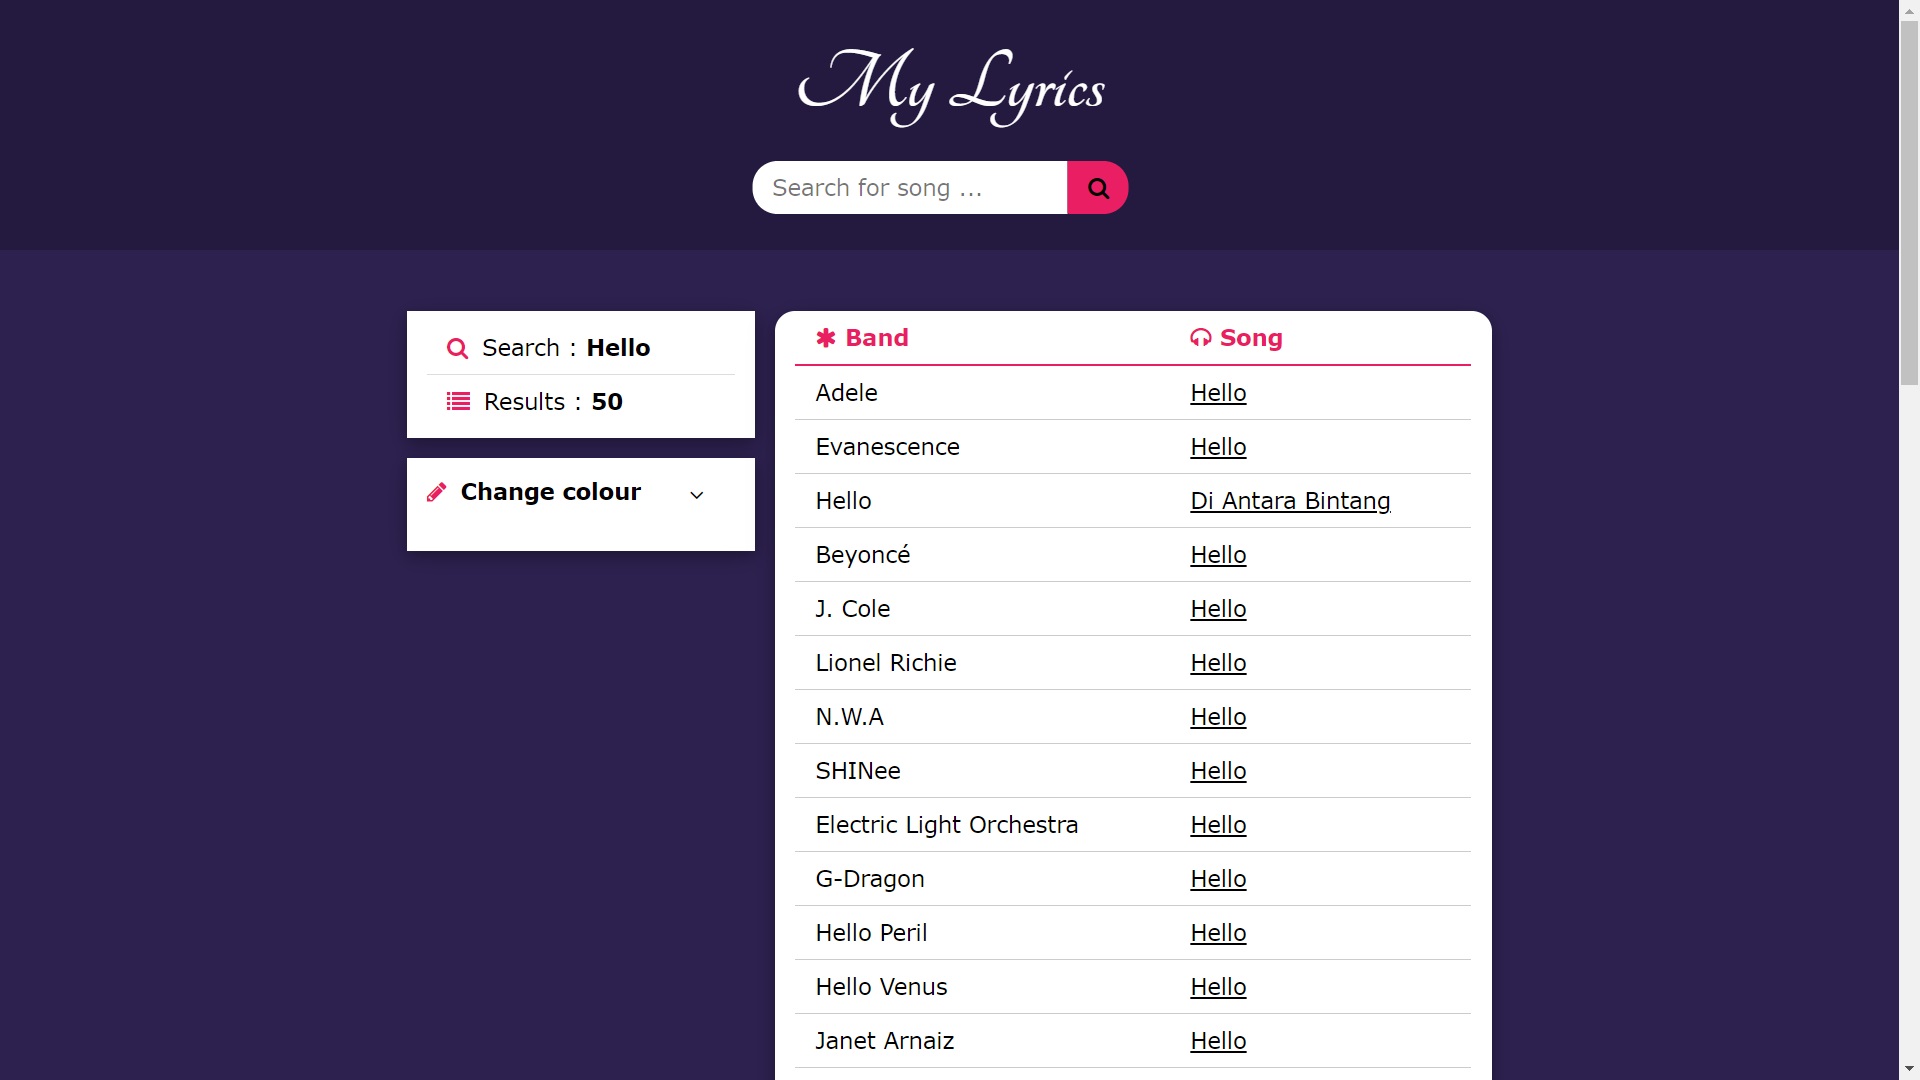 My Lyrics
Search for song ...
Search : Hello
Results : 50
Change colour
Band Song
Adele Hello
Evanescence Hello
Hello Di Antara Bintang
Beyoncé Hello
J. Cole Hello
Lionel Richie Hello
N.W.A Hello
SHINee Hello
Electric Light Orchestra Hello
G-Dragon Hello
Hello Peril Hello
Hello Venus Hello
Janet Arnaiz Hello